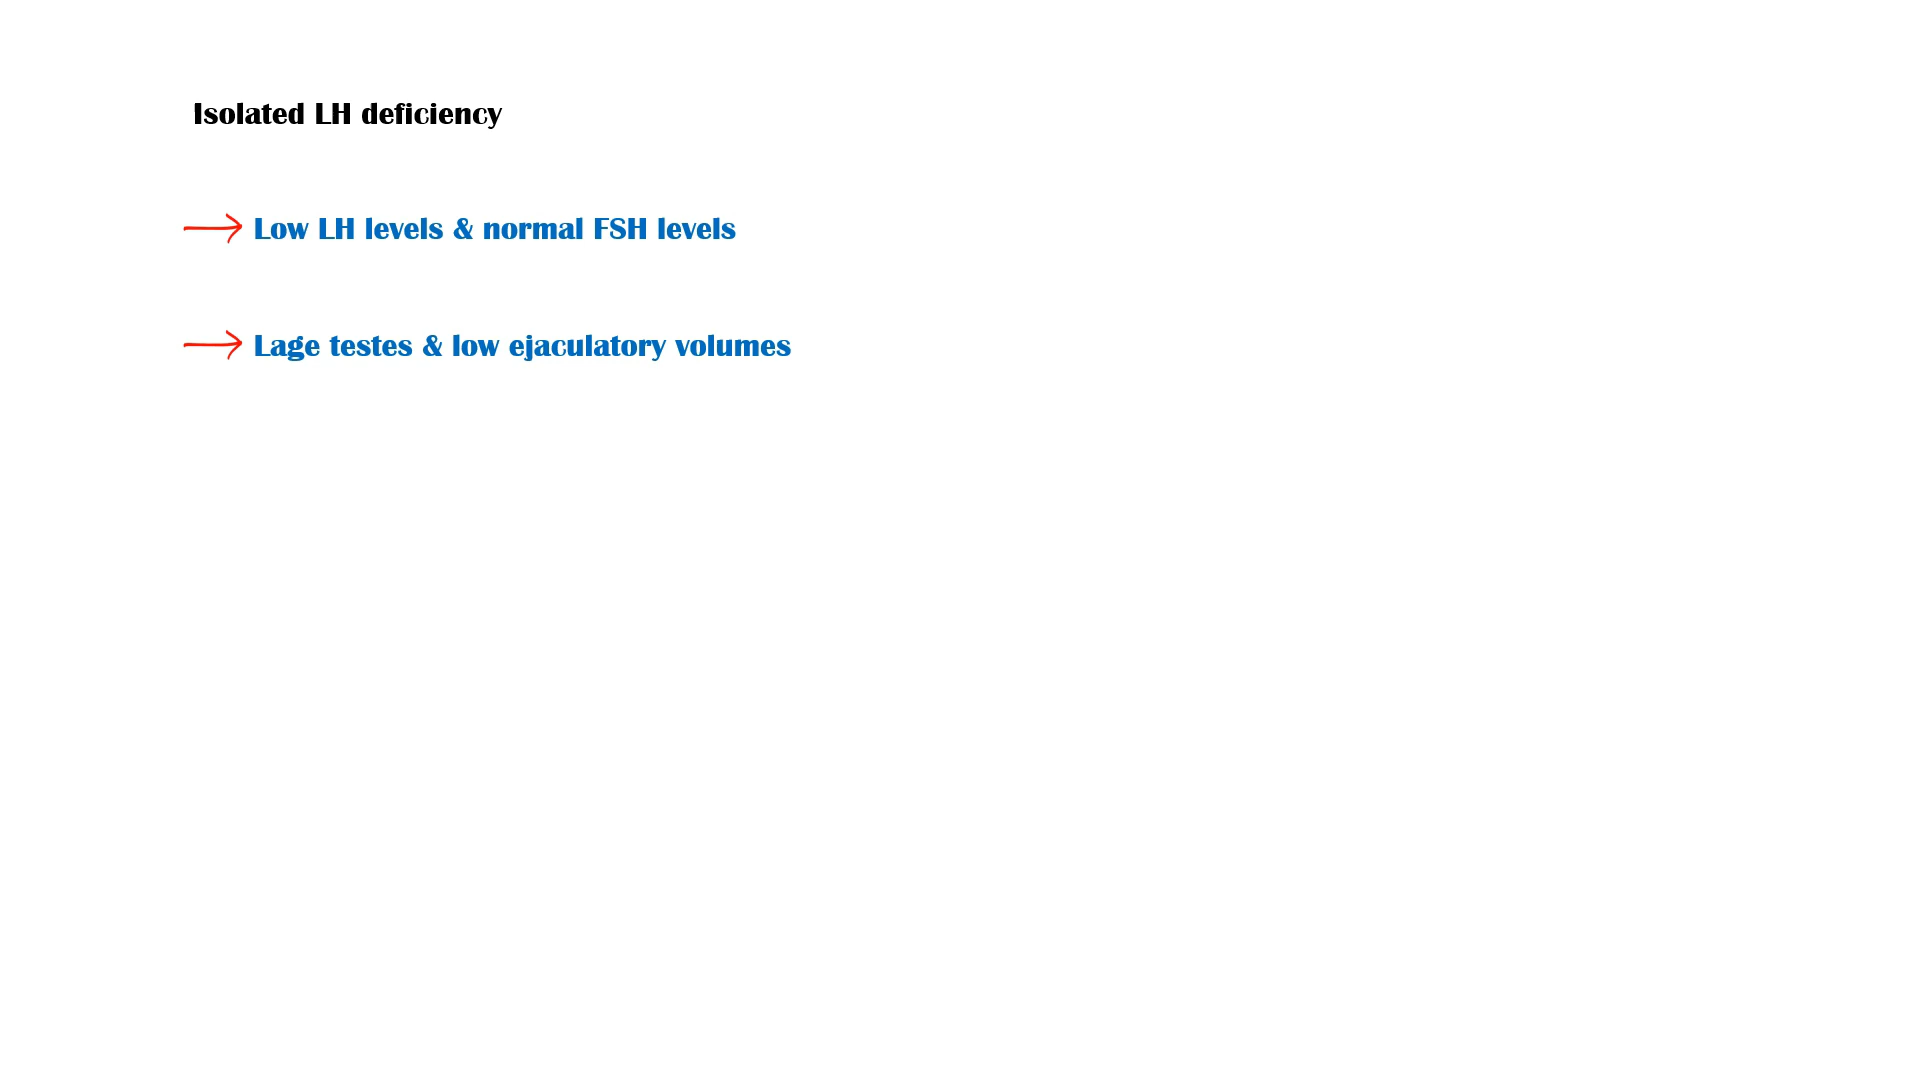 Isolated LH deficiency
Low LH levels & normal FSH levels
Lage testes & low ejaculatory volumes